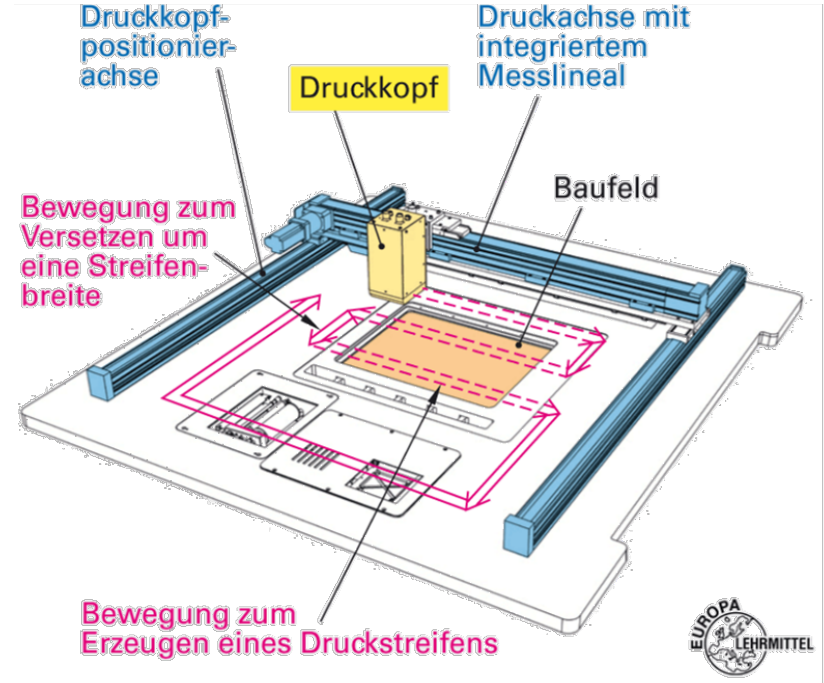 Druckkopf-
positionier-
achse
Druckachse mit
integriertem
Messlineal
Druckkopf
Baufeld
Bewegung zum
Versetzen um
eine Streifen-
breite
Bewegung zum
Erzeugen eines Druckstreifens
EUROPA
LEHRMITTEL